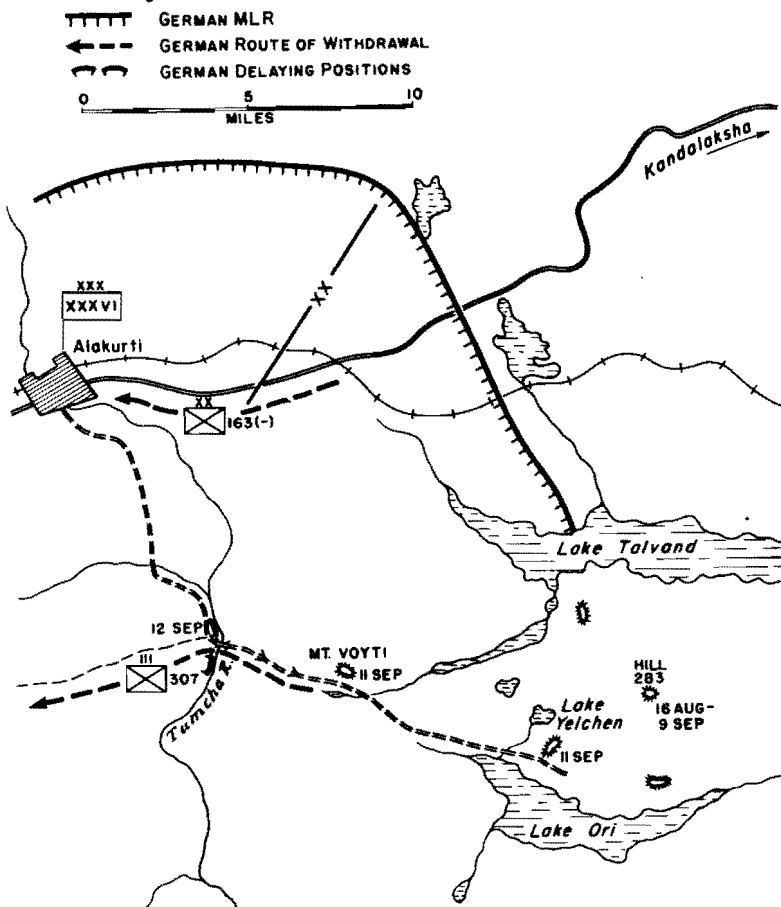 GERMAN MLR
GERMAN ROUTE OF WITHDRAWAL
GERMAN DELAYING POSITIONS
0 5 10
MILES
Kandalaksha
XX
XXX
XXXVI
Alakurti
XX
163(-)
Lake Talvand
12 SEP
III
307
Tumcha R.
MT. VOYTI
11 SEP
HILL
283
16 AUG-
9 SEP
Lake
Yelchen
11 SEP
Lake Ori